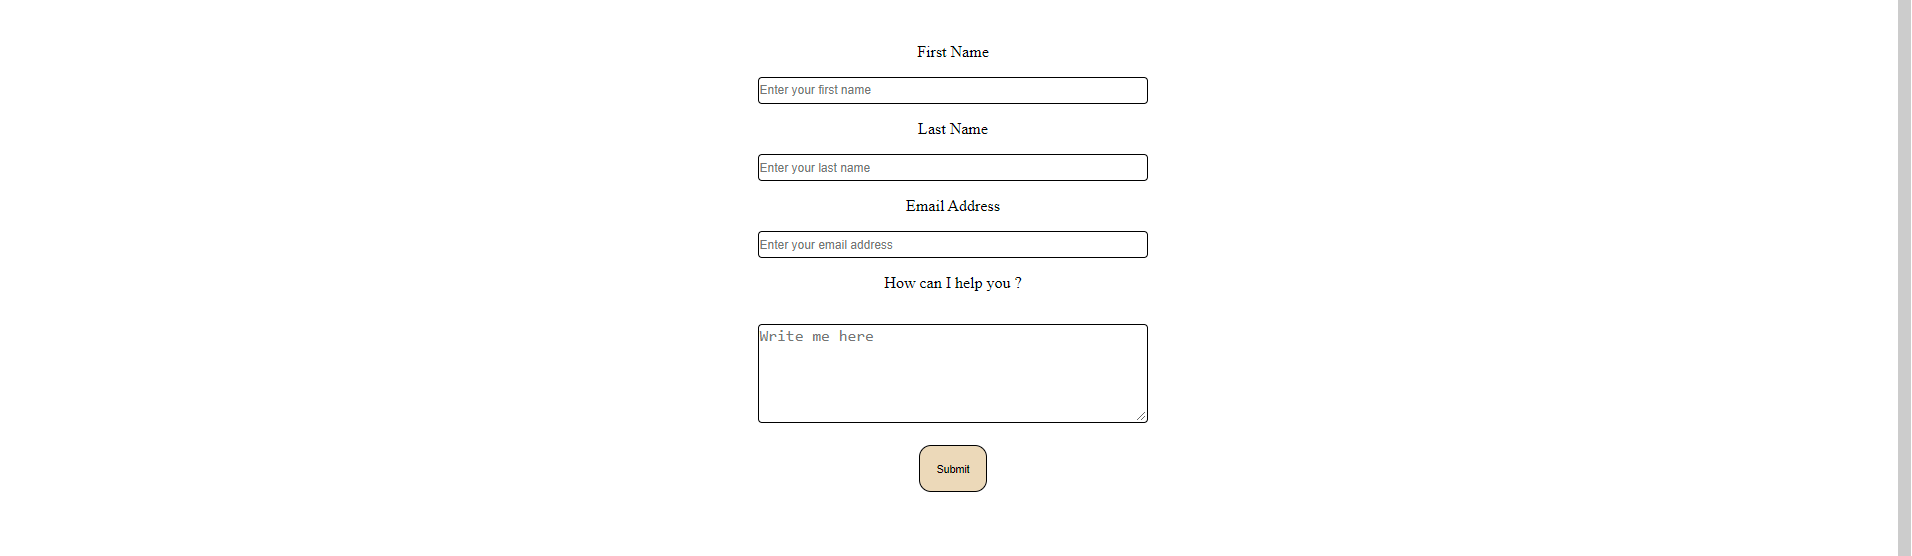 First Name
Enter your first name
Last Name
Enter your last name
Email Address
Enter your email address
How can I help you ?
Write me here
Submit